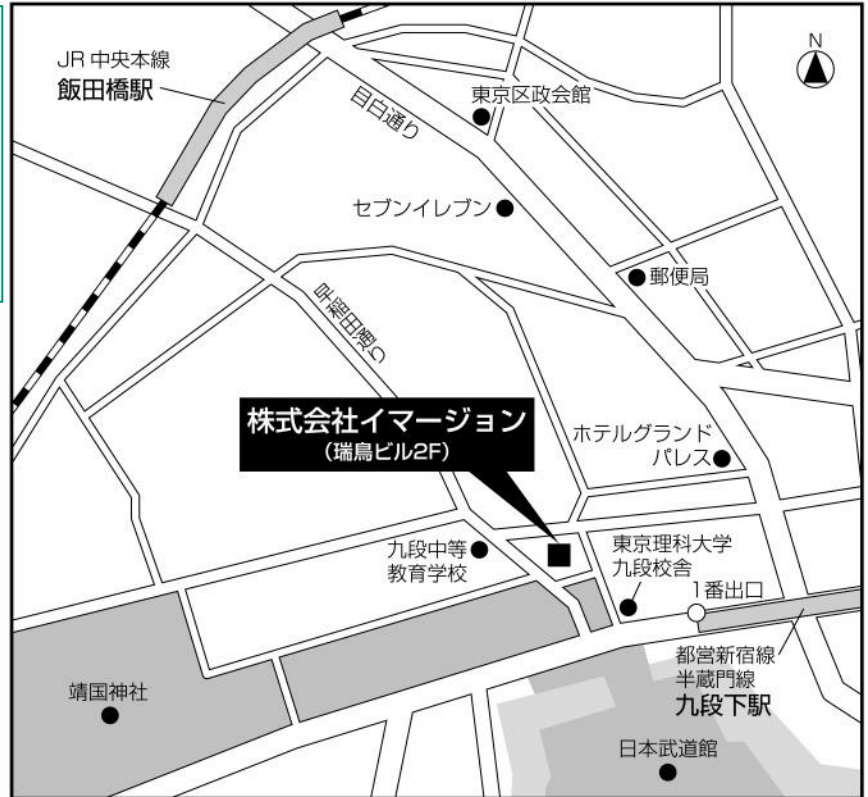 JR 中央本線
飯田橋駅
N
目白通り
東京区政会館
セブンイレブン
郵便局
早稲田通り
株式会社イマージョン
（瑞鳥ビル2F）
ホテルグランド
パレス
九段中等
教育学校
東京理科大学
九段校舎
1番出口
都営新宿線
半蔵門線
九段下駅
靖国神社
日本武道館